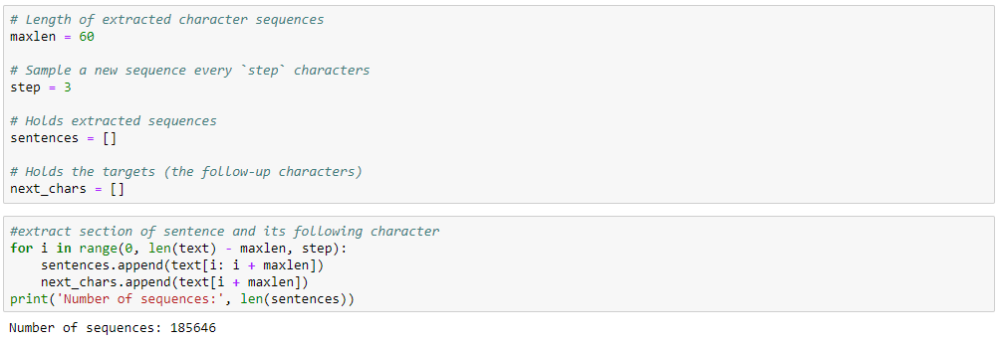 # Length of extracted character sequences
maxlen = 60
# Sample a new sequence every `step` characters
step = 3
# Holds extracted sequences
sentences = []
# Holds the targets (the follow-up characters)
next_chars = []
#extract section of sentence and its following character
for i in range(0, len(text) - maxlen, step):
    sentences.append(text[i: i + maxlen])
    next_chars.append(text[i + maxlen])
print('Number of sequences:', len(sentences))
Number of sequences: 185646